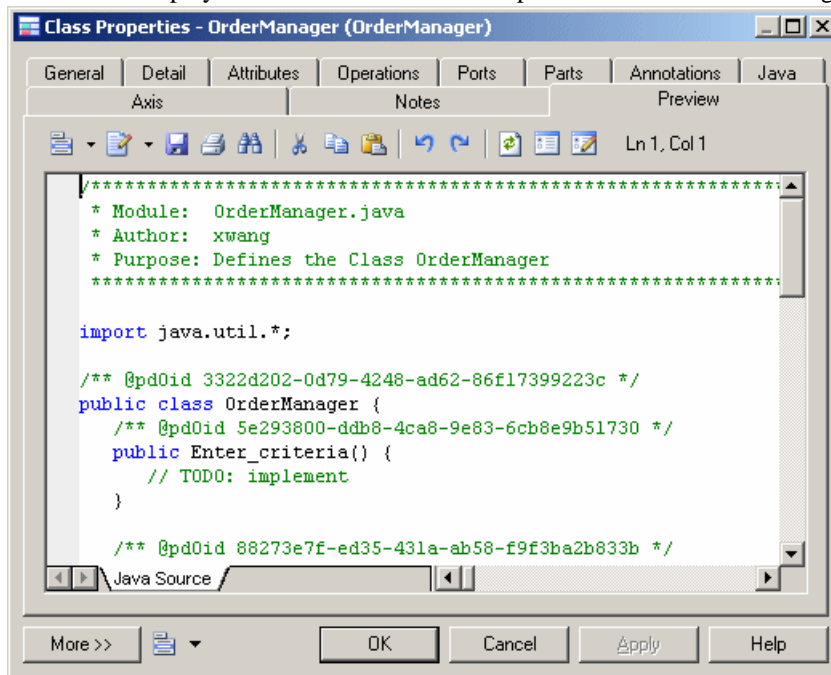 Class Properties - OrderManager (OrderManager)
General Detail Attributes Operations Ports Parts Annotations Java
Axis Notes Preview
Ln 1, Col 1
/***************************************************************
* Module: OrderManager.java
* Author: xwang
* Purpose: Defines the Class OrderManager
***************************************************************
import java.util.*;
/** @pdOid 3322d202-0d79-4248-ad62-86f17399223c */
public class OrderManager {
/** @pdOid 5e293800-ddb8-4ca8-9e83-6cb8e9b51730 */
public Enter_criteria() {
// TODO: implement
}
/** @pdOid 88273e7f-ed35-431a-ab58-f9f3ba2b833b */
Java Source
More >> OK Cancel Apply Help